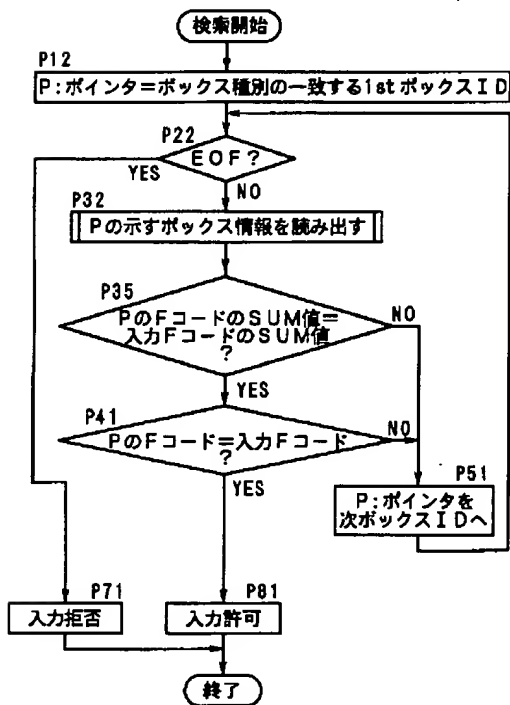 検索開始
P12
P:ポインタ=ボックス種別の一致する1stボックスID
P22
EOF?
YES
NO
P32
Pの示すボックス情報を読み出す
P35
PのFコードのSUM値=
入力FコードのSUM値
?
NO
YES
P41
PのFコード=入力Fコード
?
NO
YES
P51
P:ポインタを
次ボックスIDへ
P71
入力拒否
P81
入力許可
終了